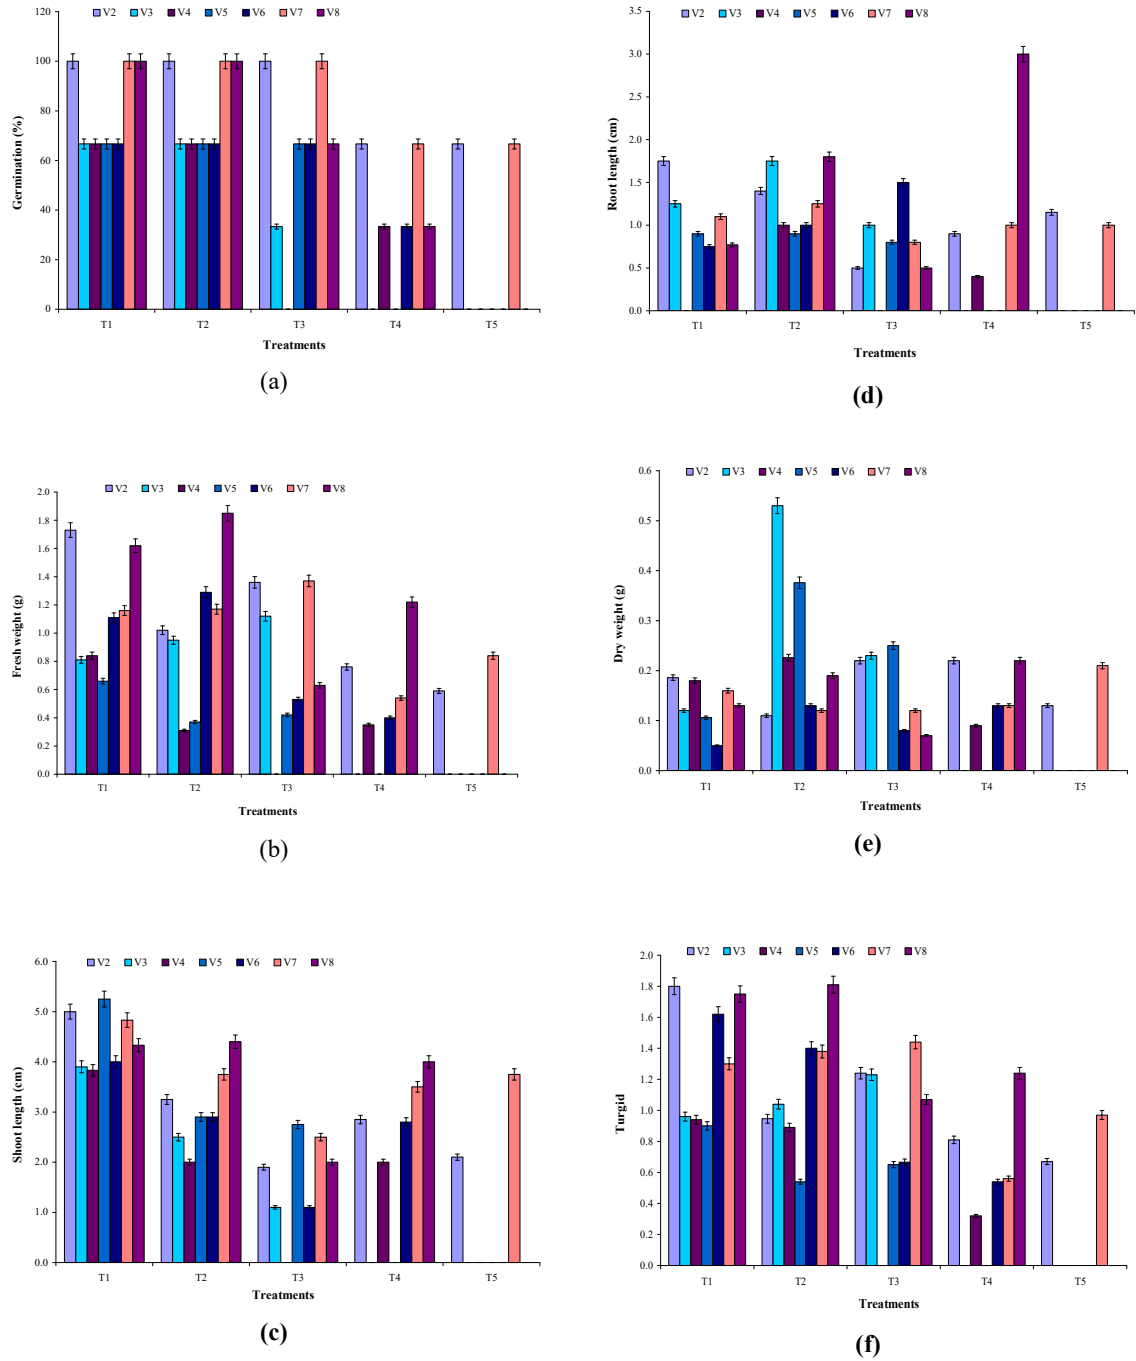 V2 V3 V4 V5 V6 V7 V8
120
100
80
60
40
20
0
Germination (%)
T1 T2 T3 T4 T5
Treatments
(a)
V2 V3 V4 V5 V6 V7 V8
3.5
3.0
2.5
2.0
1.5
1.0
0.5
0.0
Root length (cm)
T1 T2 T3 T4 T5
Treatments
(d)
V2 V3 V4 V5 V6 V7 V8
2.0
1.8
1.6
1.4
1.2
1.0
0.8
0.6
0.4
0.2
0.0
Fresh weight (g)
T1 T2 T3 T4 T5
Treatments
(b)
V2 V3 V4 V5 V6 V7 V8
0.6
0.5
0.4
0.3
0.2
0.1
0.0
Dry weight (g)
T1 T2 T3 T4 T5
Treatments
(e)
V2 V3 V4 V5 V6 V7 V8
6.0
5.0
4.0
3.0
2.0
1.0
0.0
Shoot length (cm)
T1 T2 T3 T4 T5
Treatments
(c)
V2 V3 V4 V5 V6 V7 V8
2.0
1.8
1.6
1.4
1.2
1.0
0.8
0.6
0.4
0.2
0.0
Turgid
T1 T2 T3 T4 T5
Treatments
(f)